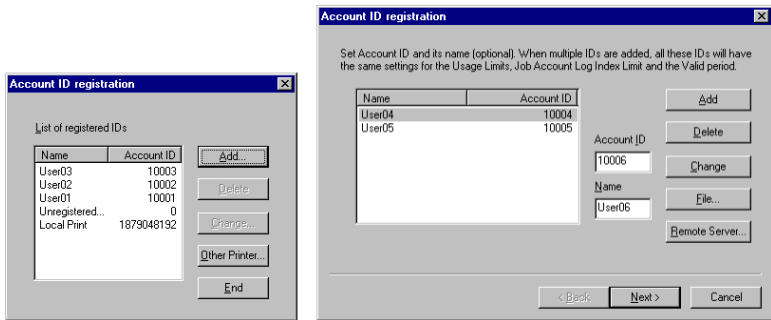 Account ID registration
List of registered IDs
Name Account ID
User03 10003
User02 10002
User01 10001
Unregistered... 0
Local Print 1879048192
Add...
Delete
Change...
Other Printer...
End
Account ID registration
Set Account ID and its name (optional). When multiple IDs are added, all these IDs will have
the same settings for the Usage Limits, Job Account Log Index Limit and the Valid period.
Name Account ID
User04 10004
User05 10005
Account ID
10006
Name
User06
Add
Delete
Change
File...
Remote Server...
< Back
Next >
Cancel